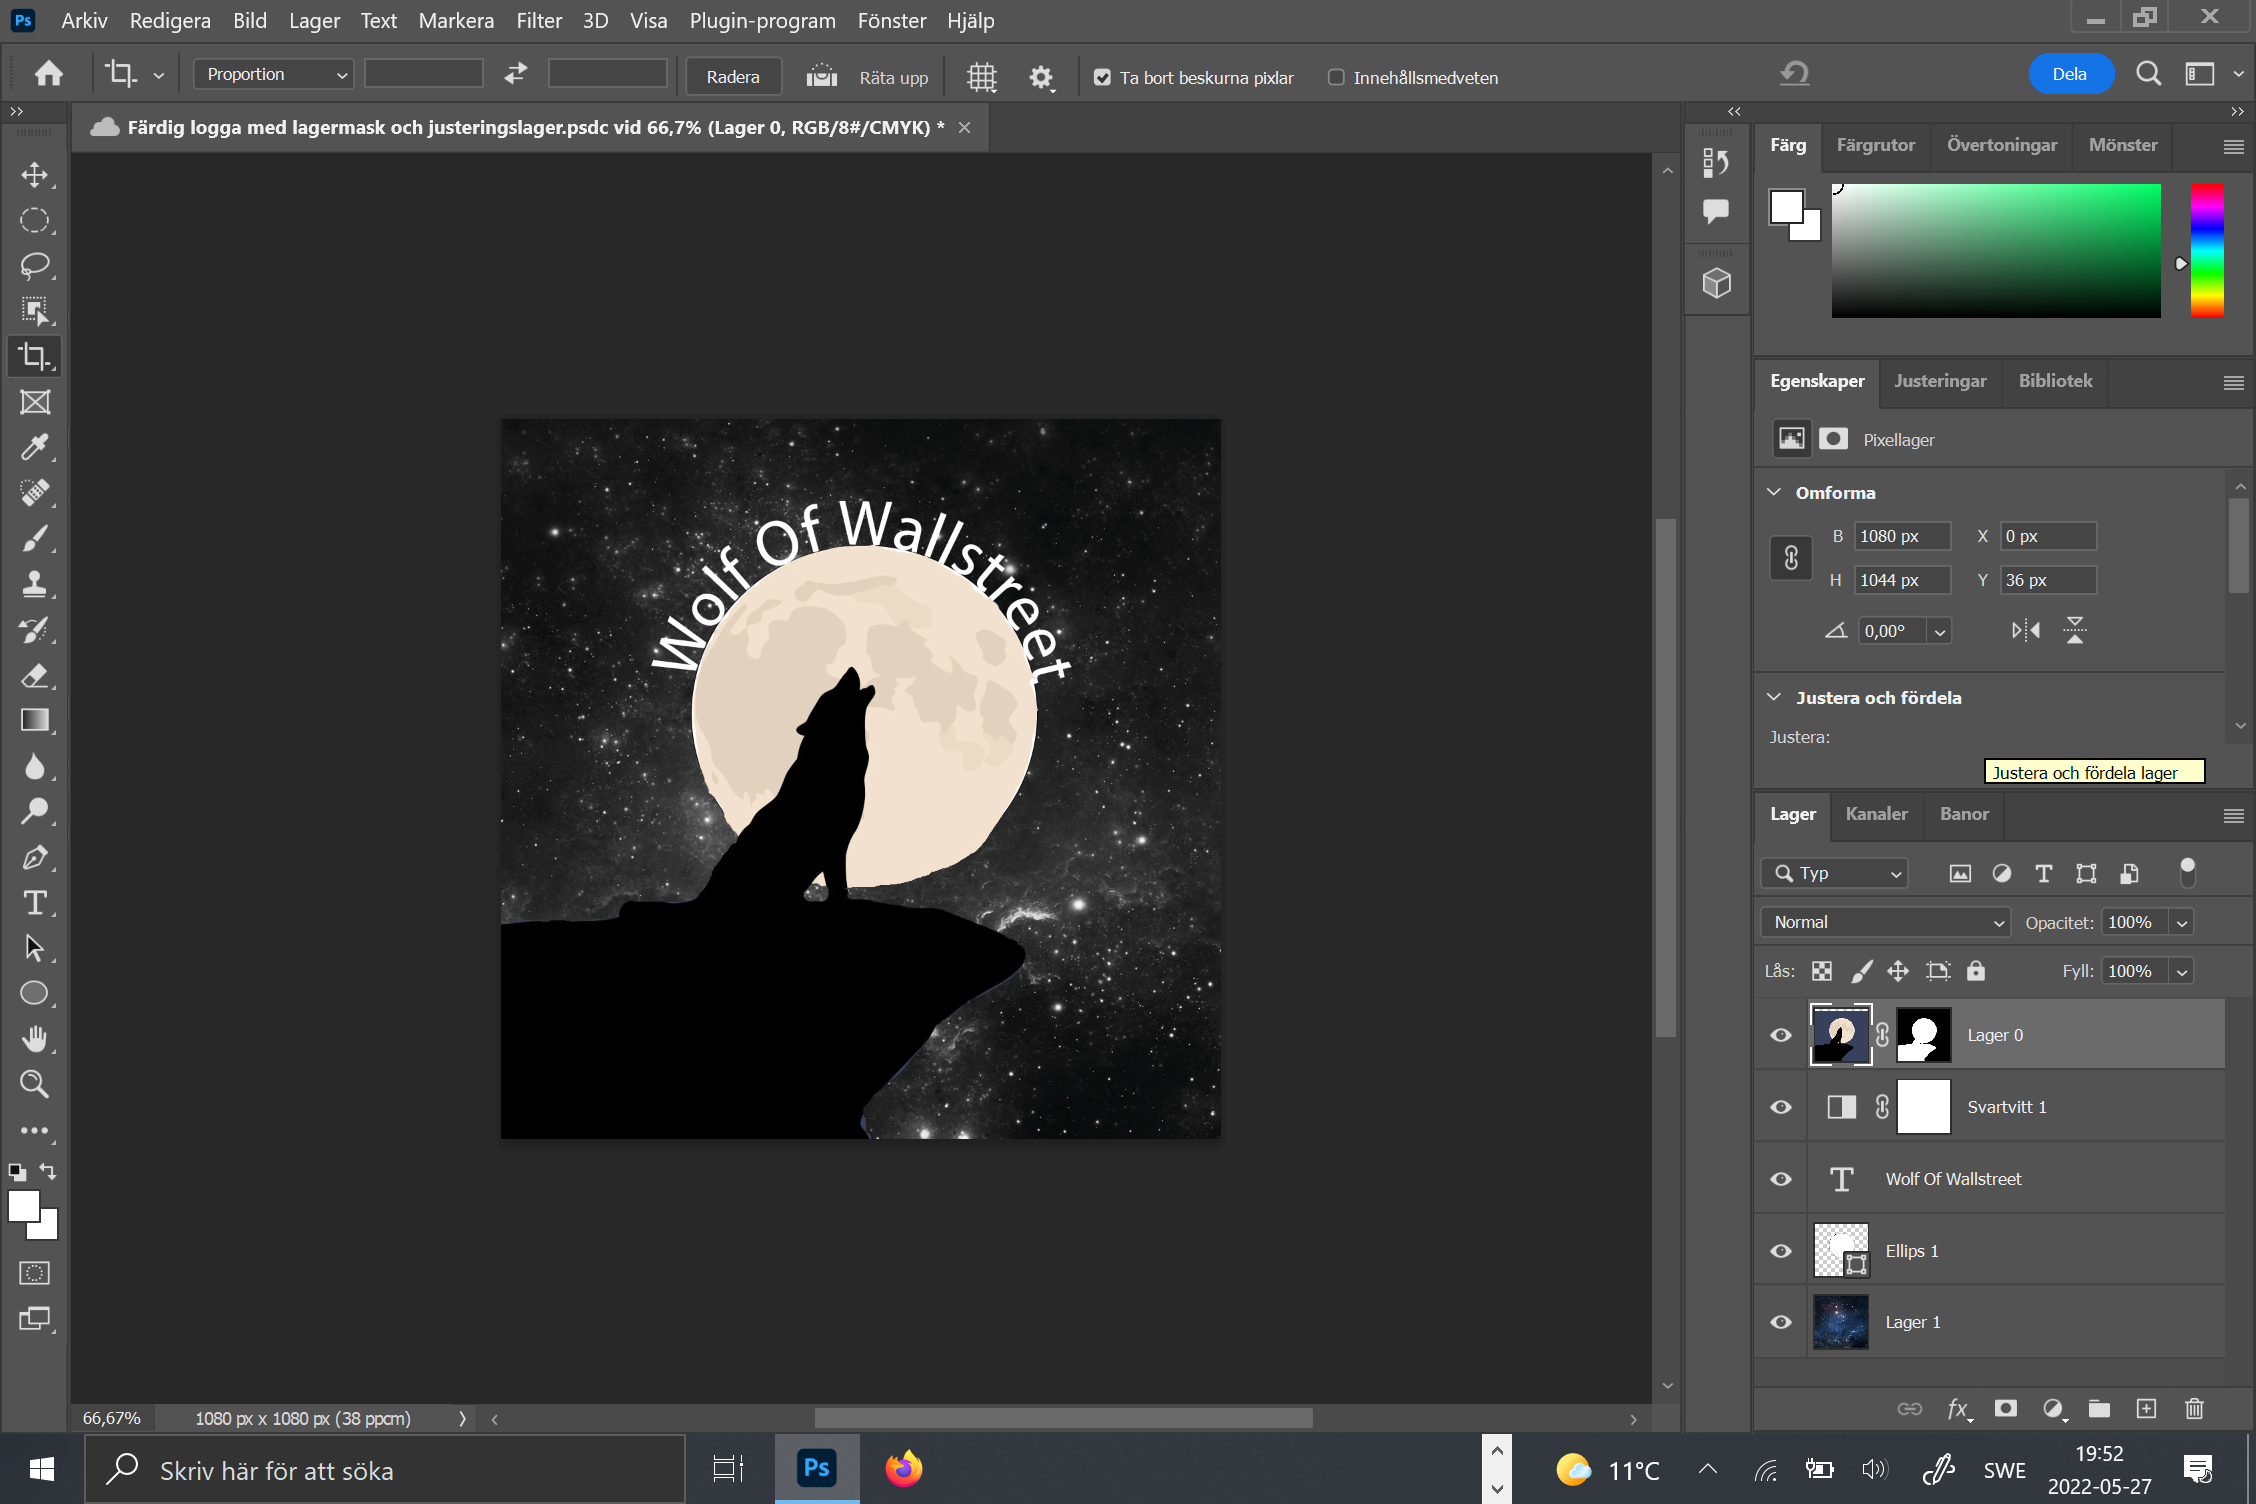 Ps Arkiv Redigera Bild Lager Text Markera Filter 3D Visa Plugin-program Fönster Hjälp
Proportion Radera Räta upp Ta bort beskurna pixlar Innehållsmedveten Dela
Färdig logga med lagermask och justeringslager.psdc vid 66,7% (Lager 0, RGB/8#/CMYK) *
Färg Färgrutor Övertoningar Mönster
Egenskaper Justeringar Bibliotek
Pixellager
Omforma
B 1080 px X 0 px
H 1044 px Y 36 px
0,00°
Justera och fördela
Justera:
Justera och fördela lager
Wolf Of Wallstreet
Lager Kanaler Banor
Typ
Normal Opacitet: 100%
Lås: Fyll: 100%
Lager 0
Svartvitt 1
Wolf Of Wallstreet
Ellips 1
Lager 1
fx
66,67% 1080 px x 1080 px (38 ppcm)
Skriv här för att söka Ps 11°C SWE 19:52
2022-05-27